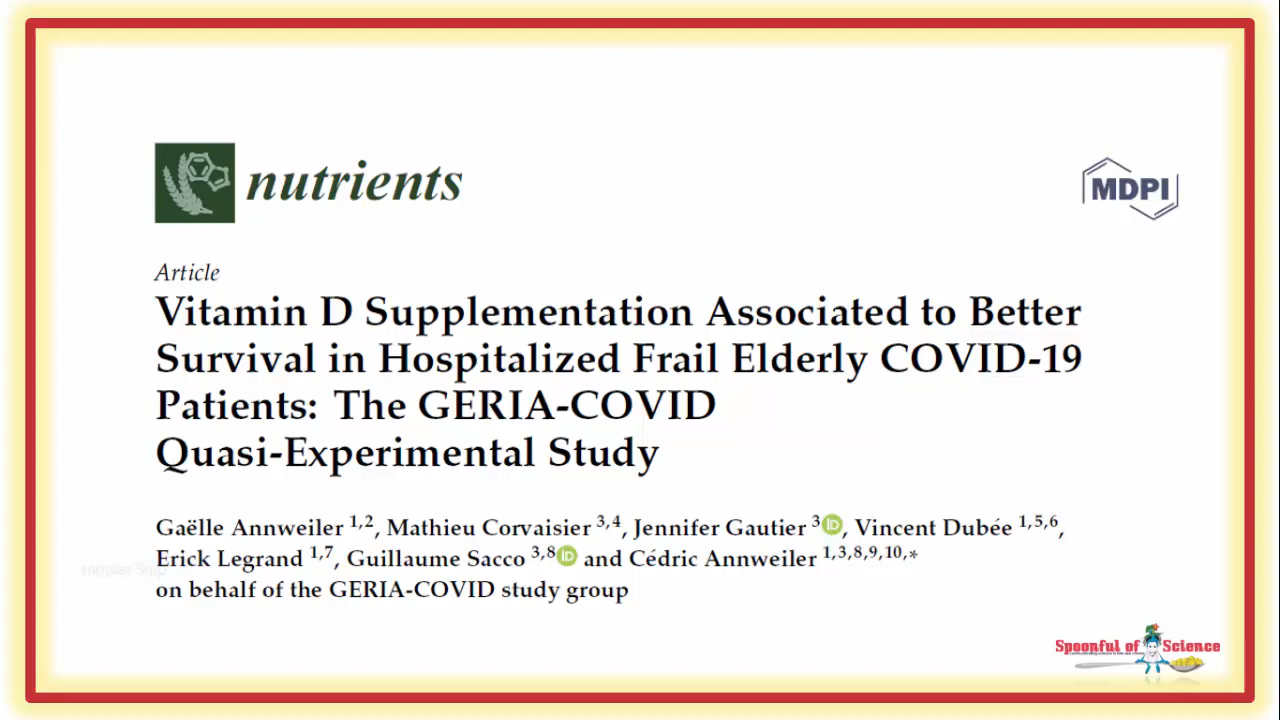 nutrients
MDPI
Article
Vitamin D Supplementation Associated to Better
Survival in Hospitalized Frail Elderly COVID-19
Patients: The GERIA-COVID
Quasi-Experimental Study
Gaëlle Annweiler 1,2, Mathieu Corvaisier 3,4, Jennifer Gautier 3 iD, Vincent Dubée 1,5,6,
Erick Legrand 1,7, Guillaume Sacco 3,8 iD and Cédric Annweiler 1,3,8,9,10,*
on behalf of the GERIA-COVID study group
Spoonful of Science